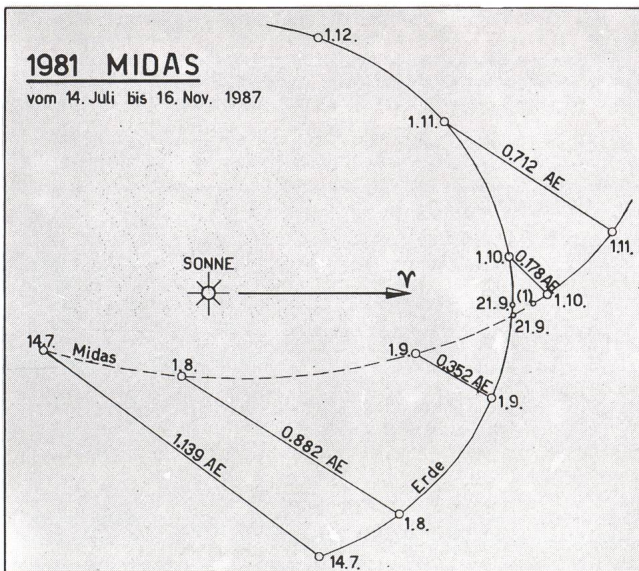 1981 MIDAS
vom 14. Juli bis 16. Nov. 1987
1.12.
1.11.
0.712 AE
1.11.
1.10.
0.178 AE
1.10.
SONNE
♈
21.9.
(1)
21.9.
14.7.
Midas
1.8.
1.9.
0.352 AE
1.9.
1.139 AE
0.882 AE
Erde
1.8.
14.7.